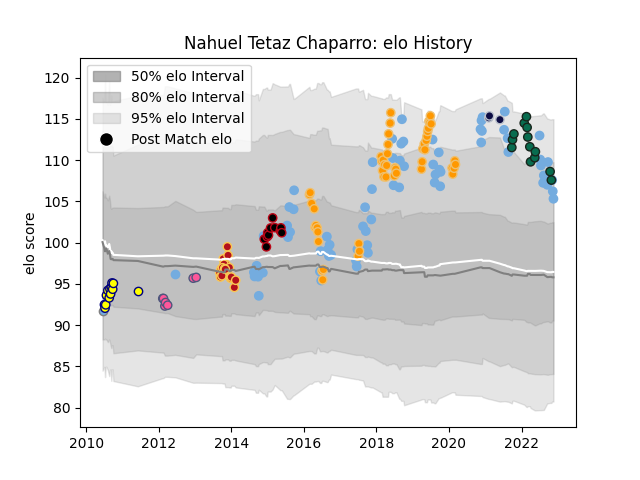 Nahuel Tetaz Chaparro: elo History
50% elo Interval
80% elo Interval
95% elo Interval
Post Match elo
elo score
120
115
110
105
100
95
90
85
80
2010 2012 2014 2016 2018 2020 2022